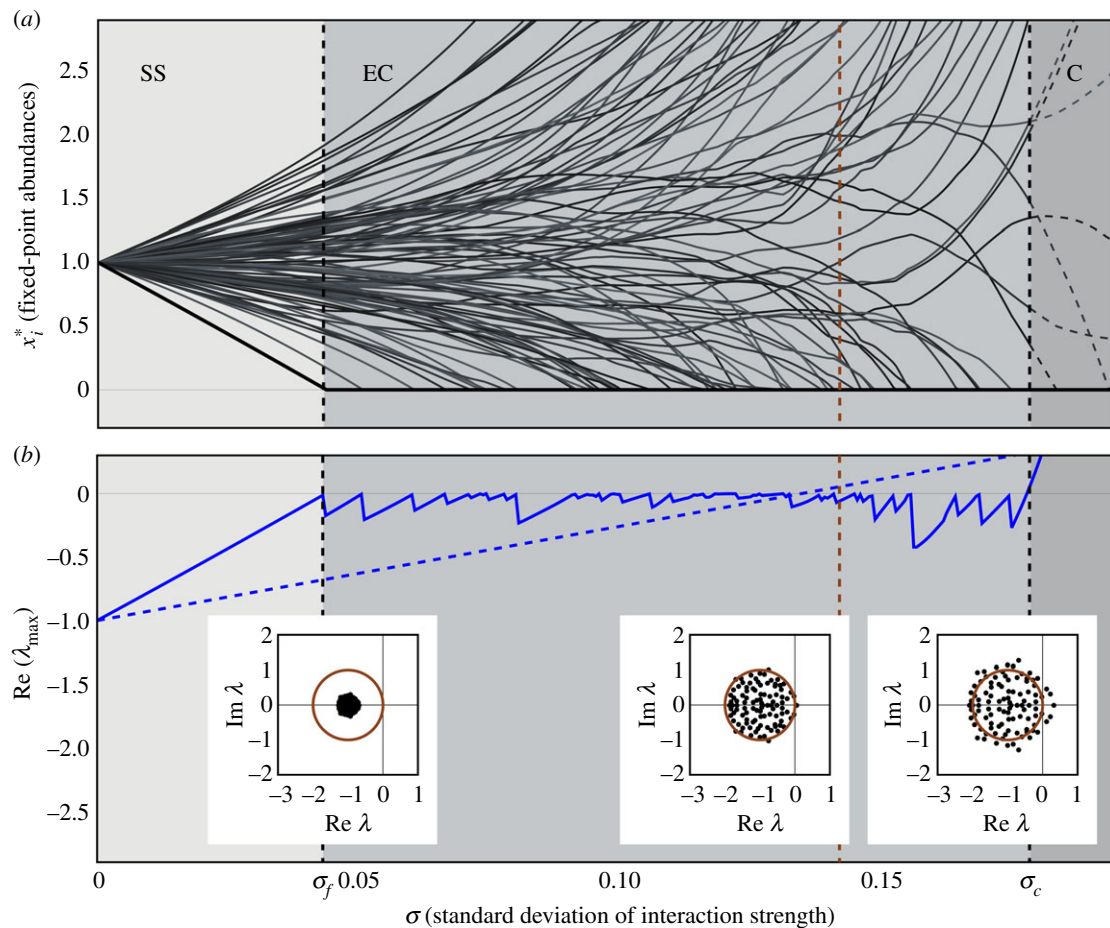 (a)
SS
EC
C
2.5
2.0
1.5
1.0
0.5
0
x*i (fixed-point abundances)
(b)
0
−0.5
−1.0
−1.5
−2.0
−2.5
Re (λmax)
2
1
0
−1
−2
Im λ
−3 −2 −1 0 1
Re λ
2
1
0
−1
−2
Im λ
−3 −2 −1 0 1
Re λ
2
1
0
−1
−2
Im λ
−3 −2 −1 0 1
Re λ
0 σf 0.05 0.10 0.15 σc
σ (standard deviation of interaction strength)